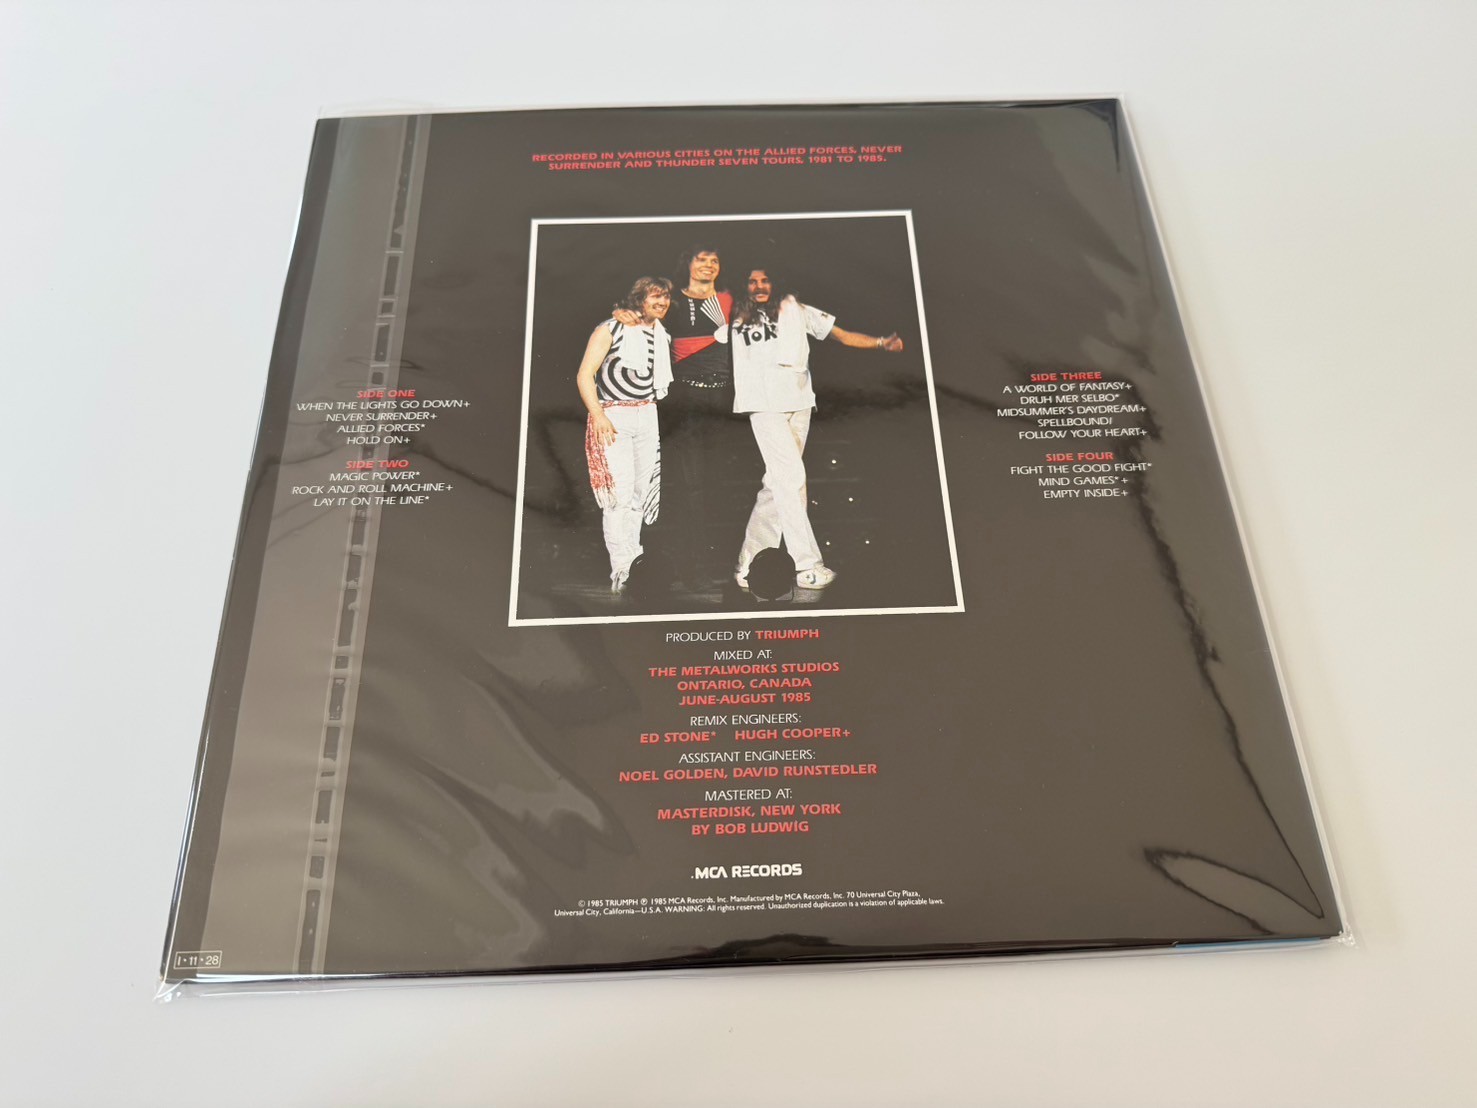 RECORDED IN VARIOUS CITIES ON THE ALLIED FORCES, NEVER
SURRENDER AND THUNDER SEVEN TOURS. 1981 TO 1985.
SIDE ONE
WHEN THE LIGHTS GO DOWN+
NEVER SURRENDER+
ALLIED FORCES*
HOLD ON+
SIDE TWO
MAGIC POWER*
ROCK AND ROLL MACHINE+
LAY IT ON THE LINE*
SIDE THREE
A WORLD OF FANTASY+
DRUH MER SELBO*
MIDSUMMER'S DAYDREAM+
SPELLBOUND/
FOLLOW YOUR HEART+
SIDE FOUR
FIGHT THE GOOD FIGHT*
MIND GAMES*+
EMPTY INSIDE+
PRODUCED BY TRIUMPH
MIXED AT:
THE METALWORKS STUDIOS
ONTARIO, CANADA
JUNE-AUGUST 1985
REMIX ENGINEERS:
ED STONE* HUGH COOPER+
ASSISTANT ENGINEERS:
NOEL GOLDEN, DAVID RUNSTEDLER
MASTERED AT:
MASTERDISK, NEW YORK
BY BOB LUDWIG
.MCA RECORDS
© 1985 TRIUMPH ℗ 1985 MCA Records, Inc. Manufactured by MCA Records, Inc. 70 Universal City Plaza,
Universal City, California—U.S.A. WARNING: All rights reserved. Unauthorized duplication is a violation of applicable laws.
I•11•28